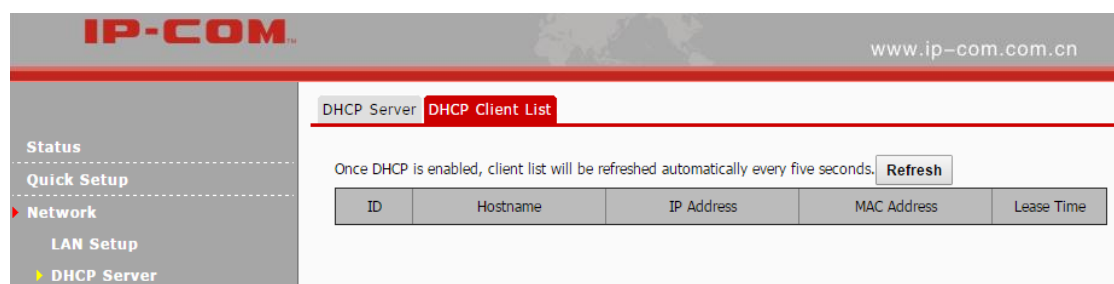 IP-COM™
www.ip-com.com.cn
DHCP Server DHCP Client List
Status
Quick Setup
Network
LAN Setup
DHCP Server
Once DHCP is enabled, client list will be refreshed automatically every five seconds. Refresh
ID Hostname IP Address MAC Address Lease Time